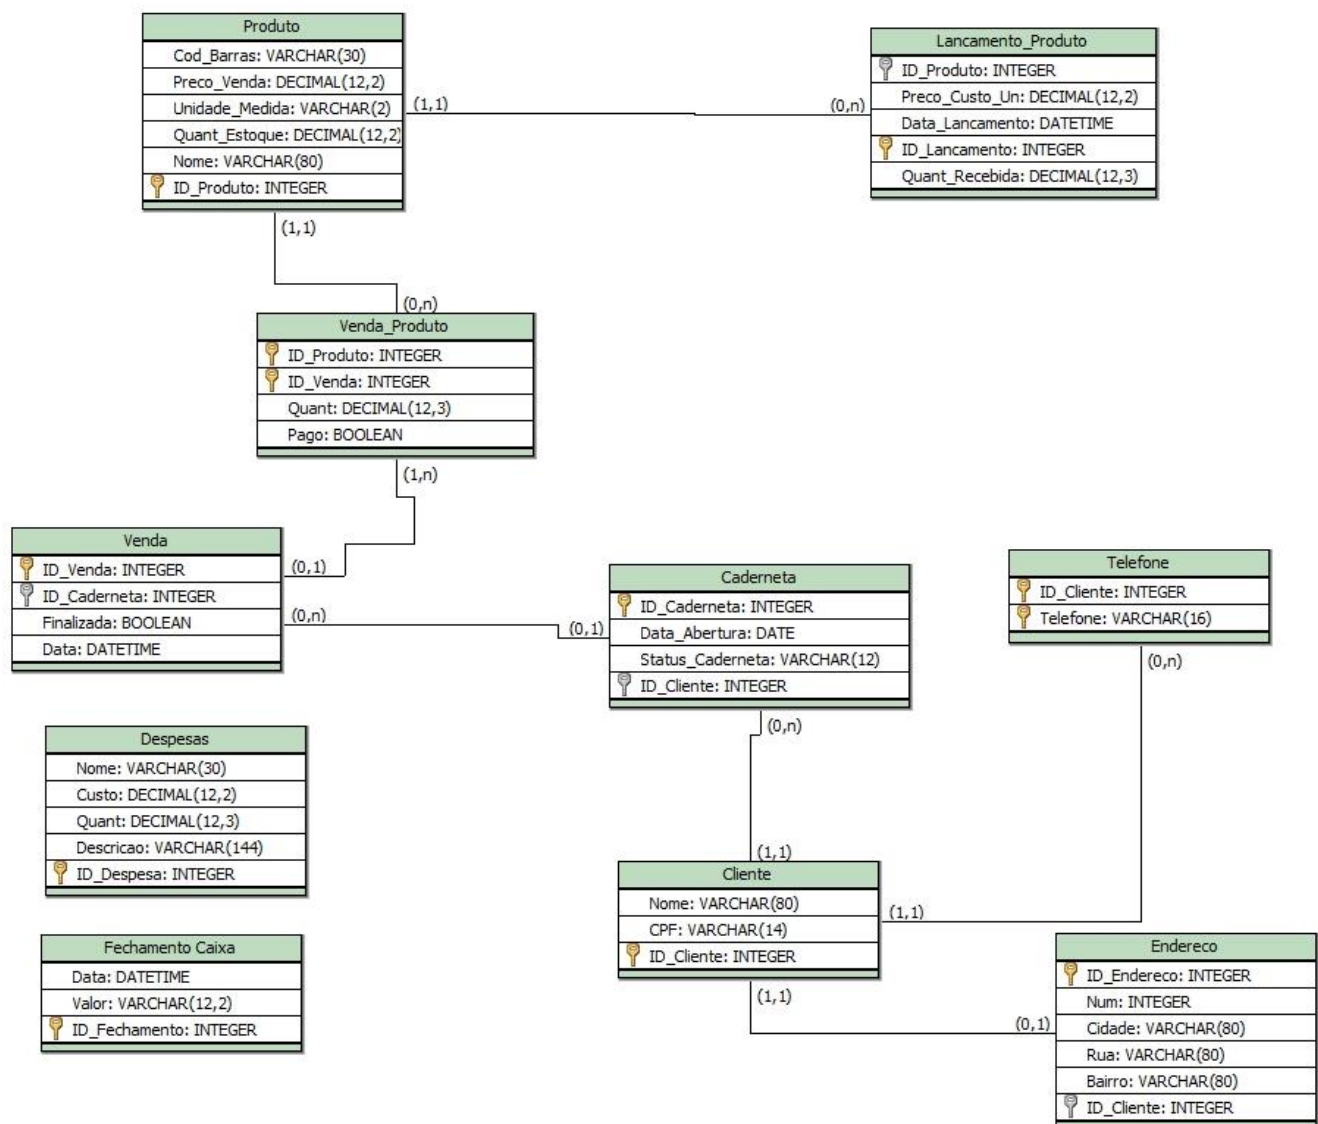 Produto
Cod_Barras: VARCHAR(30)
Preco_Venda: DECIMAL(12,2)
Unidade_Medida: VARCHAR(2)
Quant_Estoque: DECIMAL(12,2)
Nome: VARCHAR(80)
ID_Produto: INTEGER
(1,1)
(0,n)
Lancamento_Produto
ID_Produto: INTEGER
Preco_Custo_Un: DECIMAL(12,2)
Data_Lancamento: DATETIME
ID_Lancamento: INTEGER
Quant_Recebida: DECIMAL(12,3)
(1,1)
(0,n)
Venda_Produto
ID_Produto: INTEGER
ID_Venda: INTEGER
Quant: DECIMAL(12,3)
Pago: BOOLEAN
(1,n)
Venda
ID_Venda: INTEGER
ID_Caderneta: INTEGER
Finalizada: BOOLEAN
Data: DATETIME
(0,1)
(0,n)
(0,1)
Caderneta
ID_Caderneta: INTEGER
Data_Abertura: DATE
Status_Caderneta: VARCHAR(12)
ID_Cliente: INTEGER
(0,n)
Telefone
ID_Cliente: INTEGER
Telefone: VARCHAR(16)
(0,n)
Despesas
Nome: VARCHAR(30)
Custo: DECIMAL(12,2)
Quant: DECIMAL(12,3)
Descricao: VARCHAR(144)
ID_Despesa: INTEGER
(1,1)
Cliente
Nome: VARCHAR(80)
CPF: VARCHAR(14)
ID_Cliente: INTEGER
(1,1)
(1,1)
(0,1)
Fechamento Caixa
Data: DATETIME
Valor: VARCHAR(12,2)
ID_Fechamento: INTEGER
Endereco
ID_Endereco: INTEGER
Num: INTEGER
Cidade: VARCHAR(80)
Rua: VARCHAR(80)
Bairro: VARCHAR(80)
ID_Cliente: INTEGER